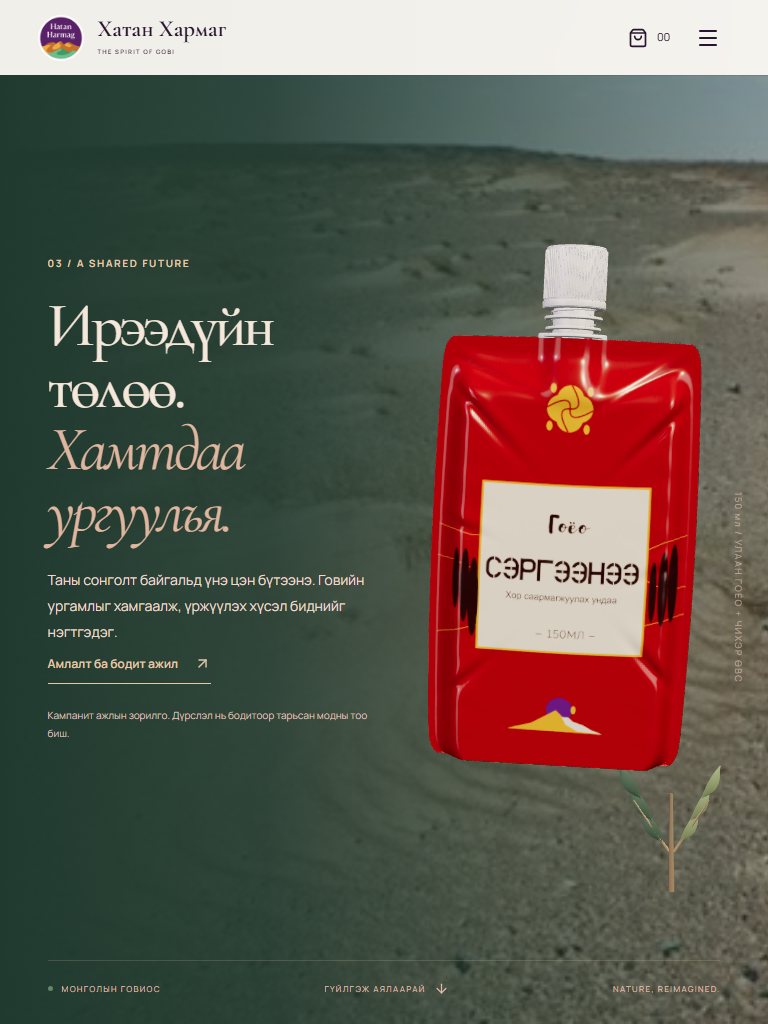 Hatan
Harmag
Хатан Хармаг
THE SPIRIT OF GOBI
00
03 / A SHARED FUTURE
Ирээдүйн
төлөө.
Хамтдаа
ургуулъя.
Таны сонголт байгальд үнэ цэн бүтээнэ. Говийн
ургамлыг хамгаалж, үржүүлэх хүсэл биднийг
нэгтгэдэг.
Амлалт ба бодит ажил
Кампанит ажлын зорилго. Дүрслэл нь бодитоор тарьсан модны тоо
биш.
Гоёо
СЭРГЭЭНЭЭ
Хор саармагжуулах ундаа
– 150МЛ –
150 МЛ / УЛААН ГОЁО + ЧИХЭР ӨВС
МОНГОЛЫН ГОВИОС
ГҮЙЛГЭЖ АЯЛААРАЙ
NATURE, REIMAGINED.